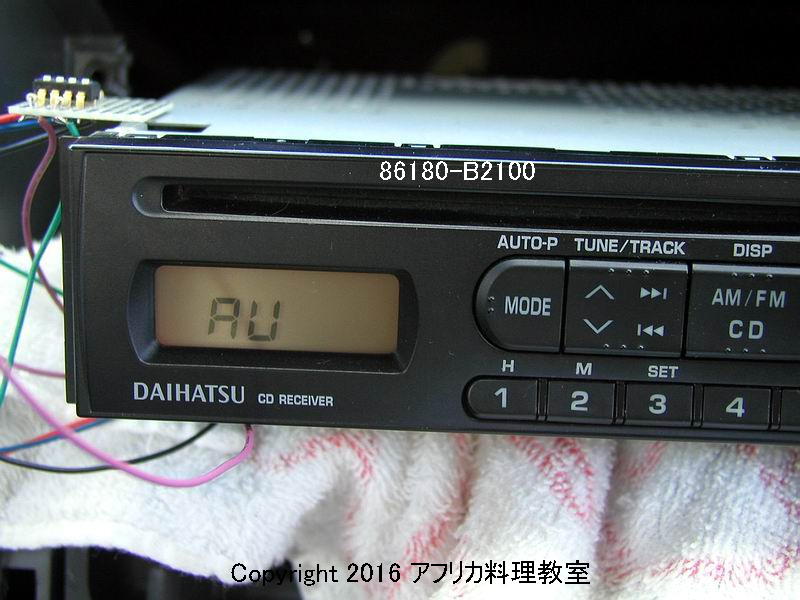 86180-B2100
AUTO-P TUNE/TRACK DISP
MODE
AM/FM
CD
AU
H M SET
1 2 3 4
DAIHATSU CD RECEIVER
Copyright 2016 アフリカ料理教室